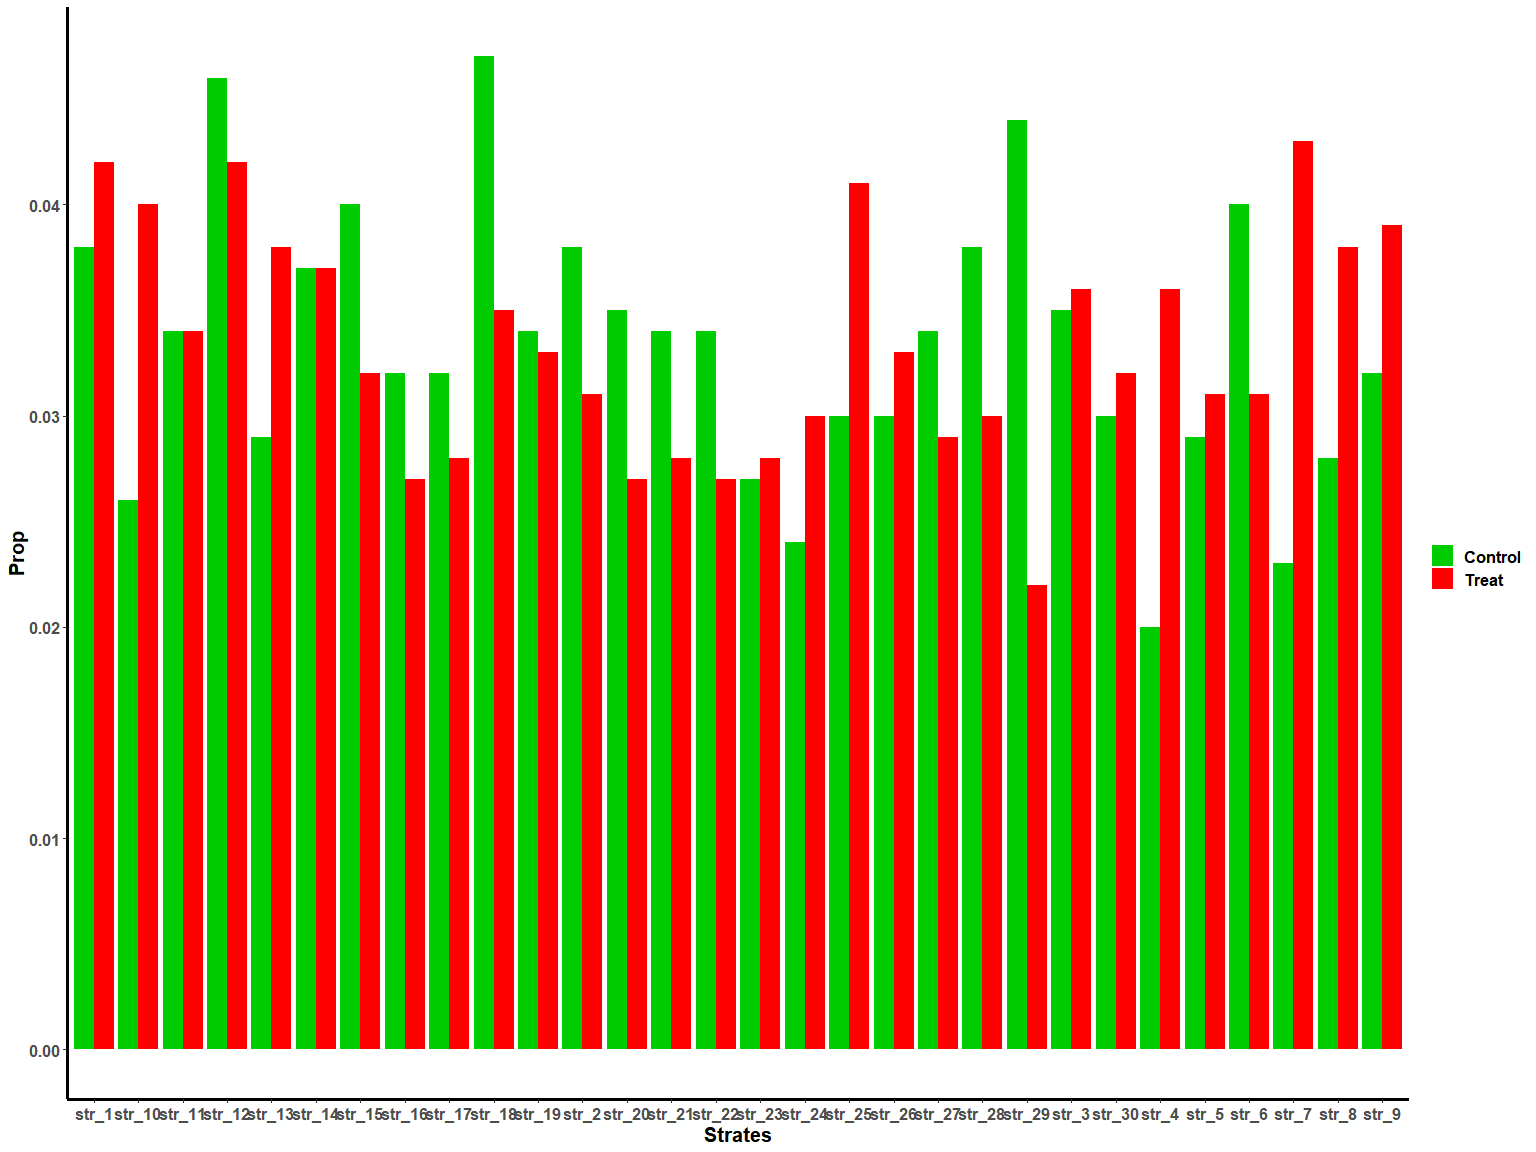 0.04
0.03
0.02
0.01
0.00
Prop
Control
Treat
str_1 str_10 str_11 str_12 str_13 str_14 str_15 str_16 str_17 str_18 str_19 str_2 str_20 str_21 str_22 str_23 str_24 str_25 str_26 str_27 str_28 str_29 str_3 str_30 str_4 str_5 str_6 str_7 str_8 str_9
Strates